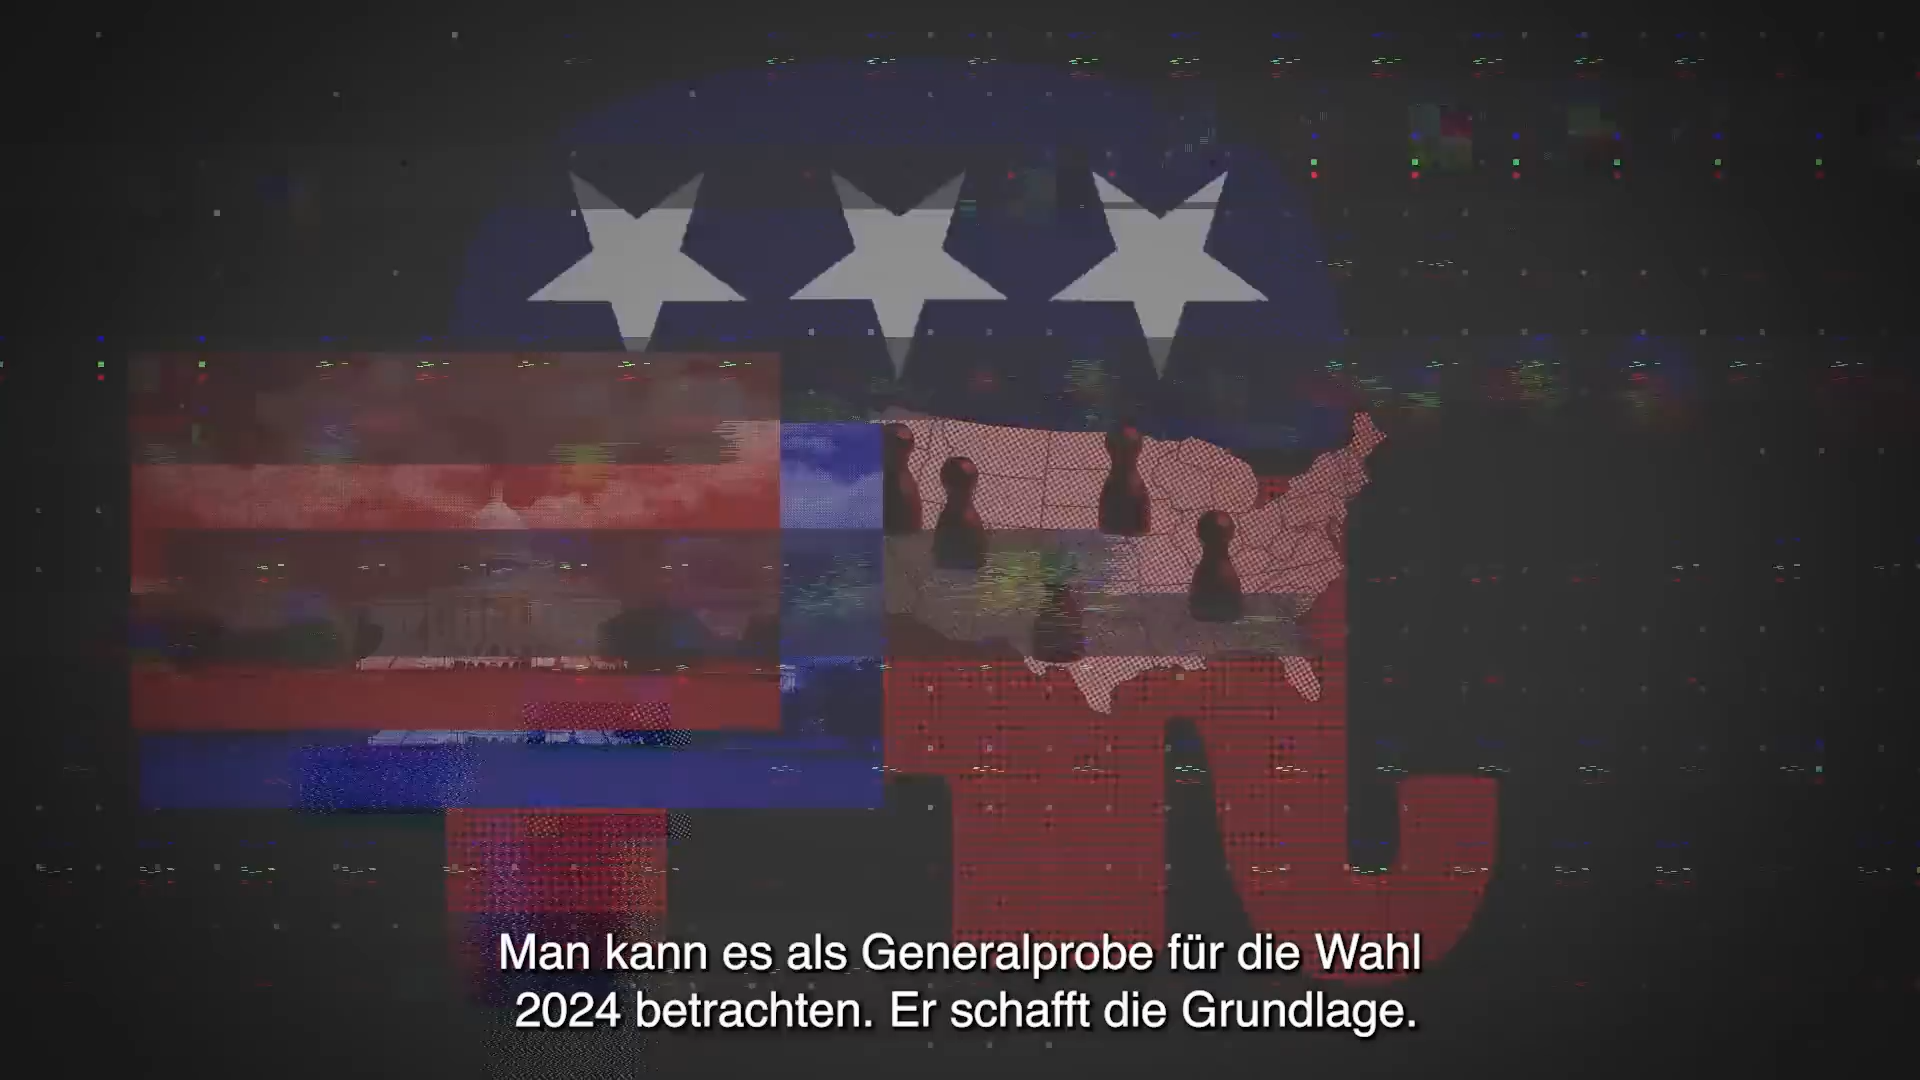 Man kann es als Generalprobe für die Wahl
2024 betrachten. Er schafft die Grundlage.